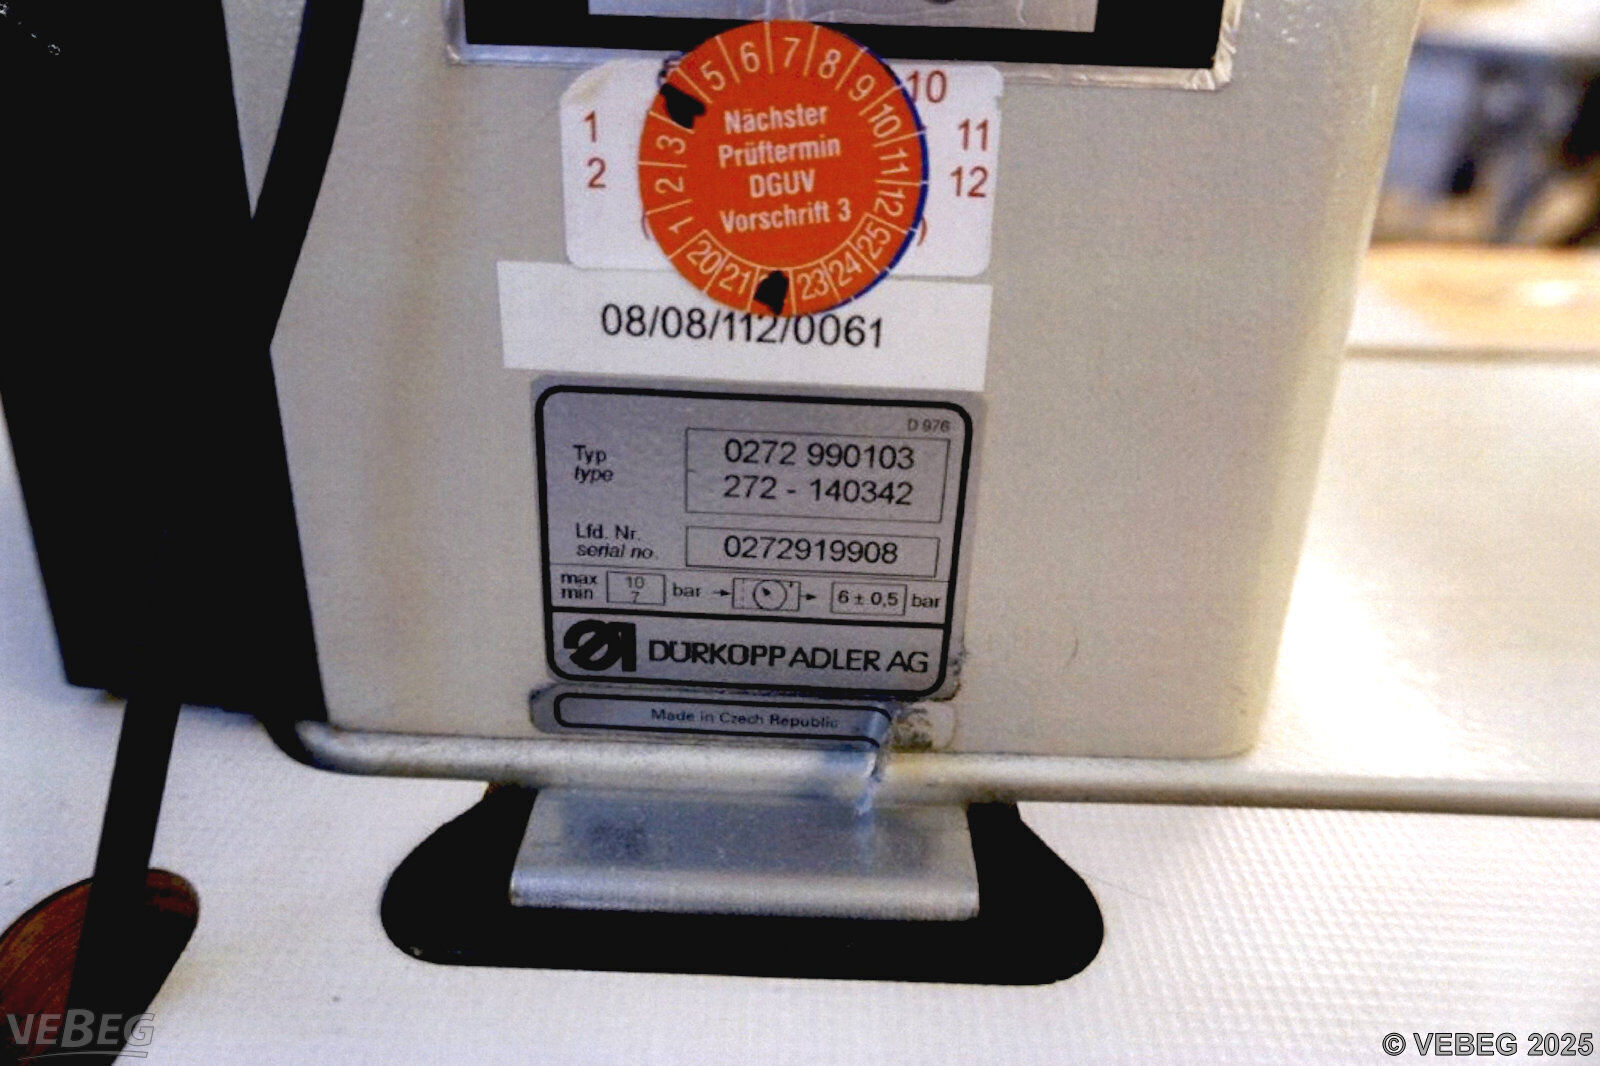 5 6 7 8 9 10 11 12
3 2 1
Nächster
Prüftermin
DGUV
Vorschrift 3
20 21 23 24 25
1
2
10
11
12
08/08/112/0061
D 976
Typ
type
0272 990103
272 - 140342
Lfd. Nr.
serial no.
0272919908
max
min
10
7
bar
6 ± 0,5 bar
DÜRKOPP ADLER AG
Made in Czech Republic
VEBEG
© VEBEG 2025